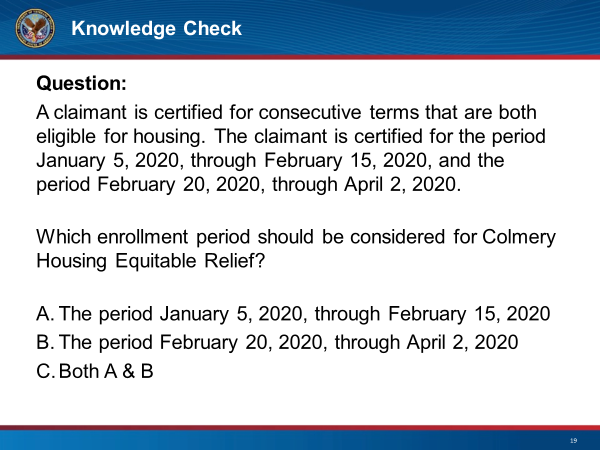 Knowledge Check
Question:
A claimant is certified for consecutive terms that are both
eligible for housing. The claimant is certified for the period
January 5, 2020, through February 15, 2020, and the
period February 20, 2020, through April 2, 2020.
Which enrollment period should be considered for Colmery
Housing Equitable Relief?
A. The period January 5, 2020, through February 15, 2020
B. The period February 20, 2020, through April 2, 2020
C. Both A & B
19